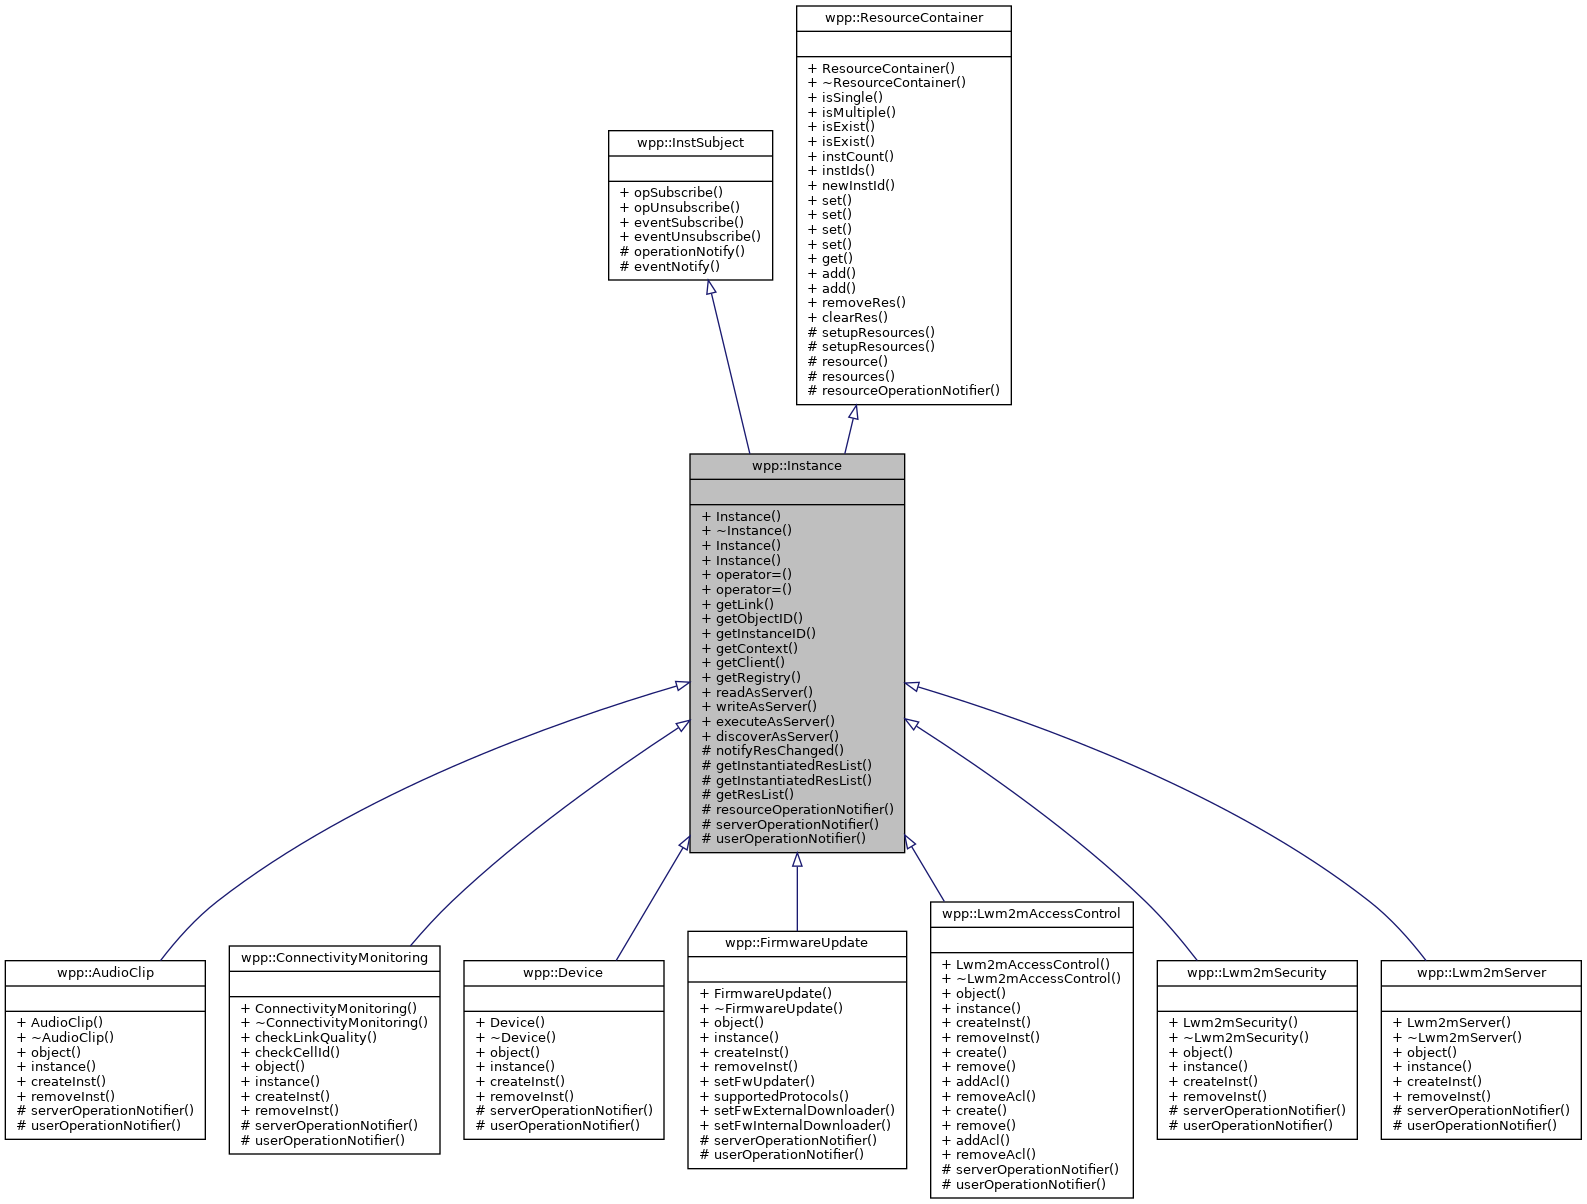 wpp::ResourceContainer
+ ResourceContainer()
+ ~ResourceContainer()
+ isSingle()
+ isMultiple()
+ isExist()
+ isExist()
+ instCount()
+ instIds()
+ newInstId()
+ set()
+ set()
+ set()
+ set()
+ get()
+ add()
+ add()
+ removeRes()
+ clearRes()
# setupResources()
# setupResources()
# resource()
# resources()
# resourceOperationNotifier()
wpp::InstSubject
+ opSubscribe()
+ opUnsubscribe()
+ eventSubscribe()
+ eventUnsubscribe()
# operationNotify()
# eventNotify()
wpp::Instance
+ Instance()
+ ~Instance()
+ Instance()
+ Instance()
+ operator=()
+ operator=()
+ getLink()
+ getObjectID()
+ getInstanceID()
+ getContext()
+ getClient()
+ getRegistry()
+ readAsServer()
+ writeAsServer()
+ executeAsServer()
+ discoverAsServer()
# notifyResChanged()
# getInstantiatedResList()
# getInstantiatedResList()
# getResList()
# resourceOperationNotifier()
# serverOperationNotifier()
# userOperationNotifier()
wpp::AudioClip
+ AudioClip()
+ ~AudioClip()
+ object()
+ instance()
+ createInst()
+ removeInst()
# serverOperationNotifier()
# userOperationNotifier()
wpp::ConnectivityMonitoring
+ ConnectivityMonitoring()
+ ~ConnectivityMonitoring()
+ checkLinkQuality()
+ checkCellId()
+ object()
+ instance()
+ createInst()
+ removeInst()
# serverOperationNotifier()
# userOperationNotifier()
wpp::Device
+ Device()
+ ~Device()
+ object()
+ instance()
+ createInst()
+ removeInst()
# serverOperationNotifier()
# userOperationNotifier()
wpp::FirmwareUpdate
+ FirmwareUpdate()
+ ~FirmwareUpdate()
+ object()
+ instance()
+ createInst()
+ removeInst()
+ setFwUpdater()
+ supportedProtocols()
+ setFwExternalDownloader()
+ setFwInternalDownloader()
# serverOperationNotifier()
# userOperationNotifier()
wpp::Lwm2mAccessControl
+ Lwm2mAccessControl()
+ ~Lwm2mAccessControl()
+ object()
+ instance()
+ createInst()
+ removeInst()
+ create()
+ remove()
+ addAcl()
+ removeAcl()
+ create()
+ remove()
+ addAcl()
+ removeAcl()
# serverOperationNotifier()
# userOperationNotifier()
wpp::Lwm2mSecurity
+ Lwm2mSecurity()
+ ~Lwm2mSecurity()
+ object()
+ instance()
+ createInst()
+ removeInst()
# serverOperationNotifier()
# userOperationNotifier()
wpp::Lwm2mServer
+ Lwm2mServer()
+ ~Lwm2mServer()
+ object()
+ instance()
+ createInst()
+ removeInst()
# serverOperationNotifier()
# userOperationNotifier()